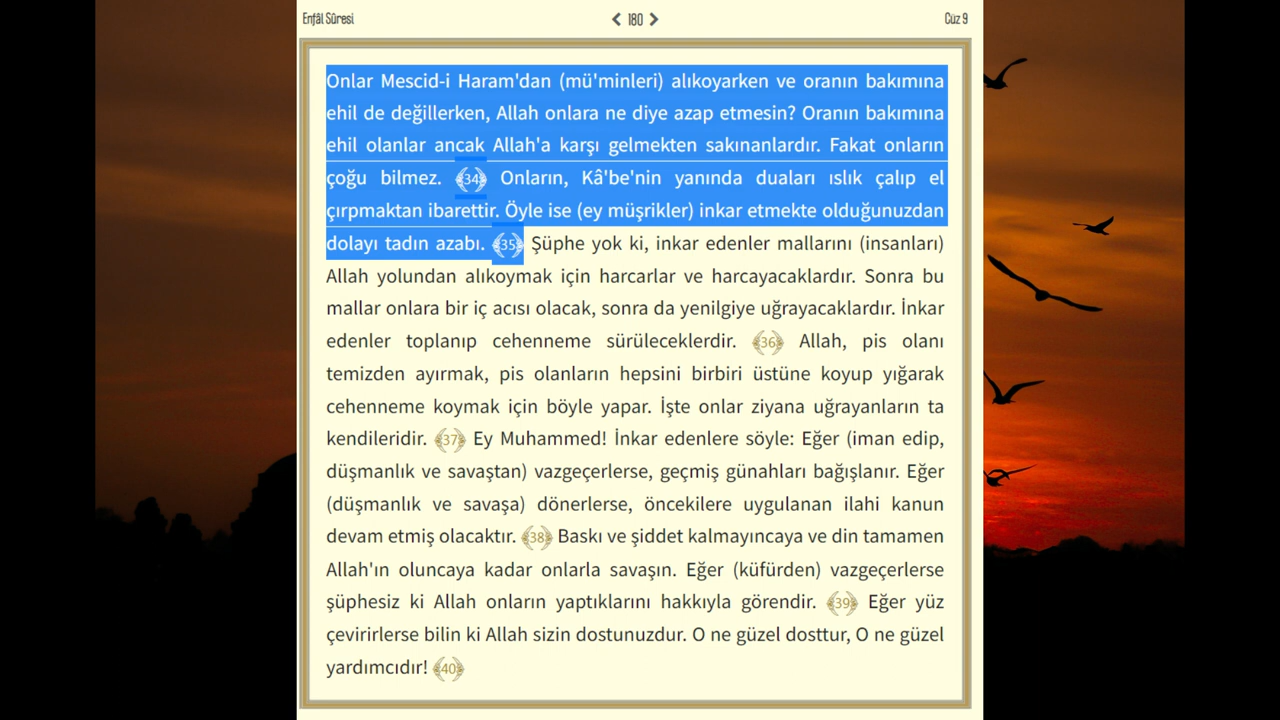 Enfâl Sûresi
180
Cüz 9
Onlar Mescid-i Haram'dan (mü'minleri) alıkoyarken ve oranın bakımına
ehil de değillerken, Allah onlara ne diye azap etmesin? Oranın bakımına
ehil olanlar ancak Allah'a karşı gelmekten sakınanlardır. Fakat onların
çoğu bilmez. ﴾34﴿ Onların, Kâ'be'nin yanında duaları ıslık çalıp el
çırpmaktan ibarettir. Öyle ise (ey müşrikler) inkar etmekte olduğunuzdan
dolayı tadın azabı. ﴾35﴿ Şüphe yok ki, inkar edenler mallarını (insanları)
Allah yolundan alıkoymak için harcarlar ve harcayacaklardır. Sonra bu
mallar onlara bir iç acısı olacak, sonra da yenilgiye uğrayacaklardır. İnkar
edenler toplanıp cehenneme sürüleceklerdir. ﴾36﴿ Allah, pis olanı
temizden ayırmak, pis olanların hepsini birbiri üstüne koyup yığarak
cehenneme koymak için böyle yapar. İşte onlar ziyana uğrayanların ta
kendileridir. ﴾37﴿ Ey Muhammed! İnkar edenlere söyle: Eğer (iman edip,
düşmanlık ve savaştan) vazgeçerlerse, geçmiş günahları bağışlanır. Eğer
(düşmanlık ve savaşa) dönerlerse, öncekilere uygulanan ilahi kanun
devam etmiş olacaktır. ﴾38﴿ Baskı ve şiddet kalmayıncaya ve din tamamen
Allah'ın oluncaya kadar onlarla savaşın. Eğer (küfürden) vazgeçerlerse
şüphesiz ki Allah onların yaptıklarını hakkıyla görendir. ﴾39﴿ Eğer yüz
çevirirlerse bilin ki Allah sizin dostunuzdur. O ne güzel dosttur, O ne güzel
yardımcıdır! ﴾40﴿